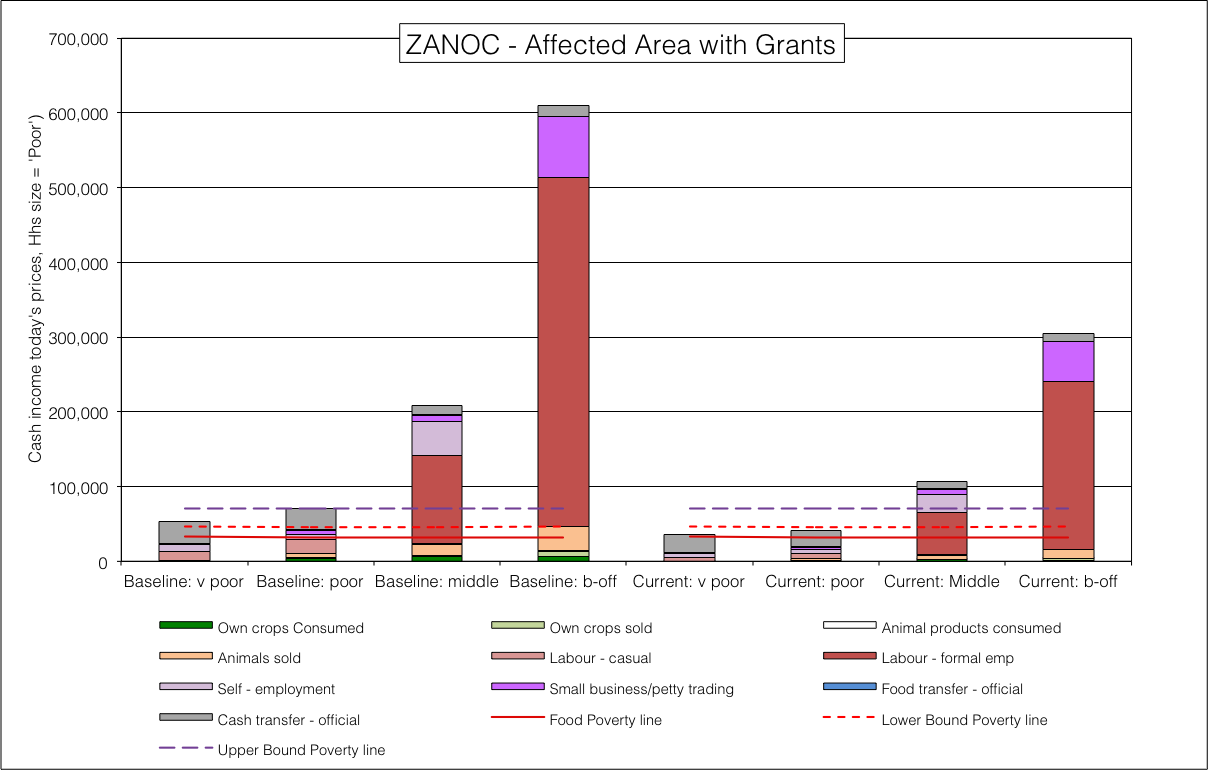 ZANOC - Affected Area with Grants
Cash income today's prices, Hhs size = 'Poor')
700,000
600,000
500,000
400,000
300,000
200,000
100,000
0
Baseline: v poor Baseline: poor Baseline: middle Baseline: b-off Current: v poor Current: poor Current: Middle Current: b-off
Own crops Consumed Own crops sold Animal products consumed
Animals sold Labour - casual Labour - formal emp
Self - employment Small business/petty trading Food transfer - official
Cash transfer - official Food Poverty line Lower Bound Poverty line
Upper Bound Poverty line